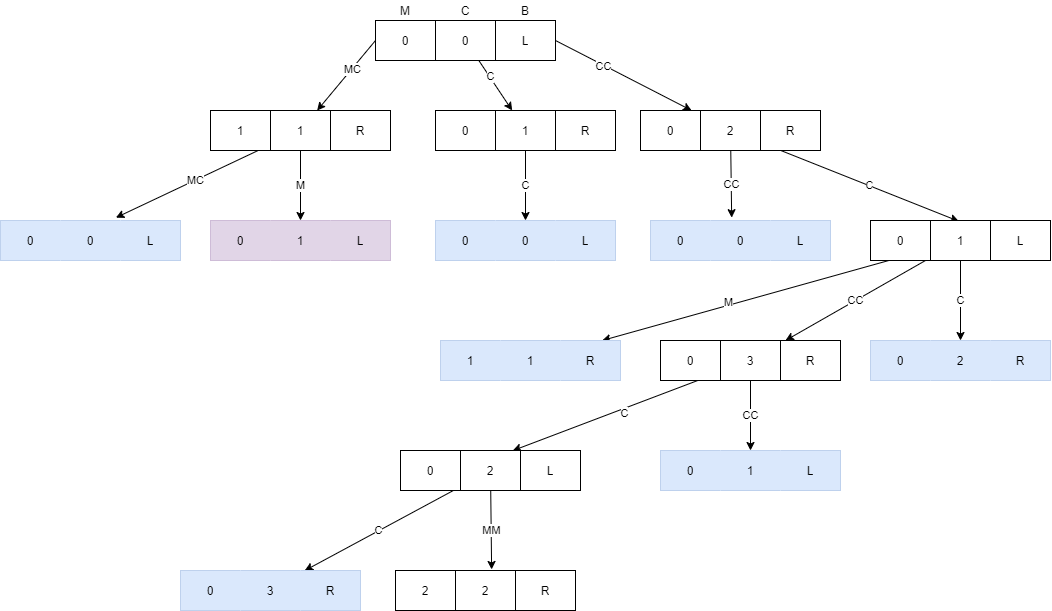 M C B
0 0 L
MC C CC
1 1 R 0 1 R 0 2 R
MC M C CC C
0 0 L 0 1 L 0 0 L 0 0 L 0 1 L
M CC C
1 1 R 0 3 R 0 2 R
C CC
0 2 L 0 1 L
C MM
0 3 R 2 2 R